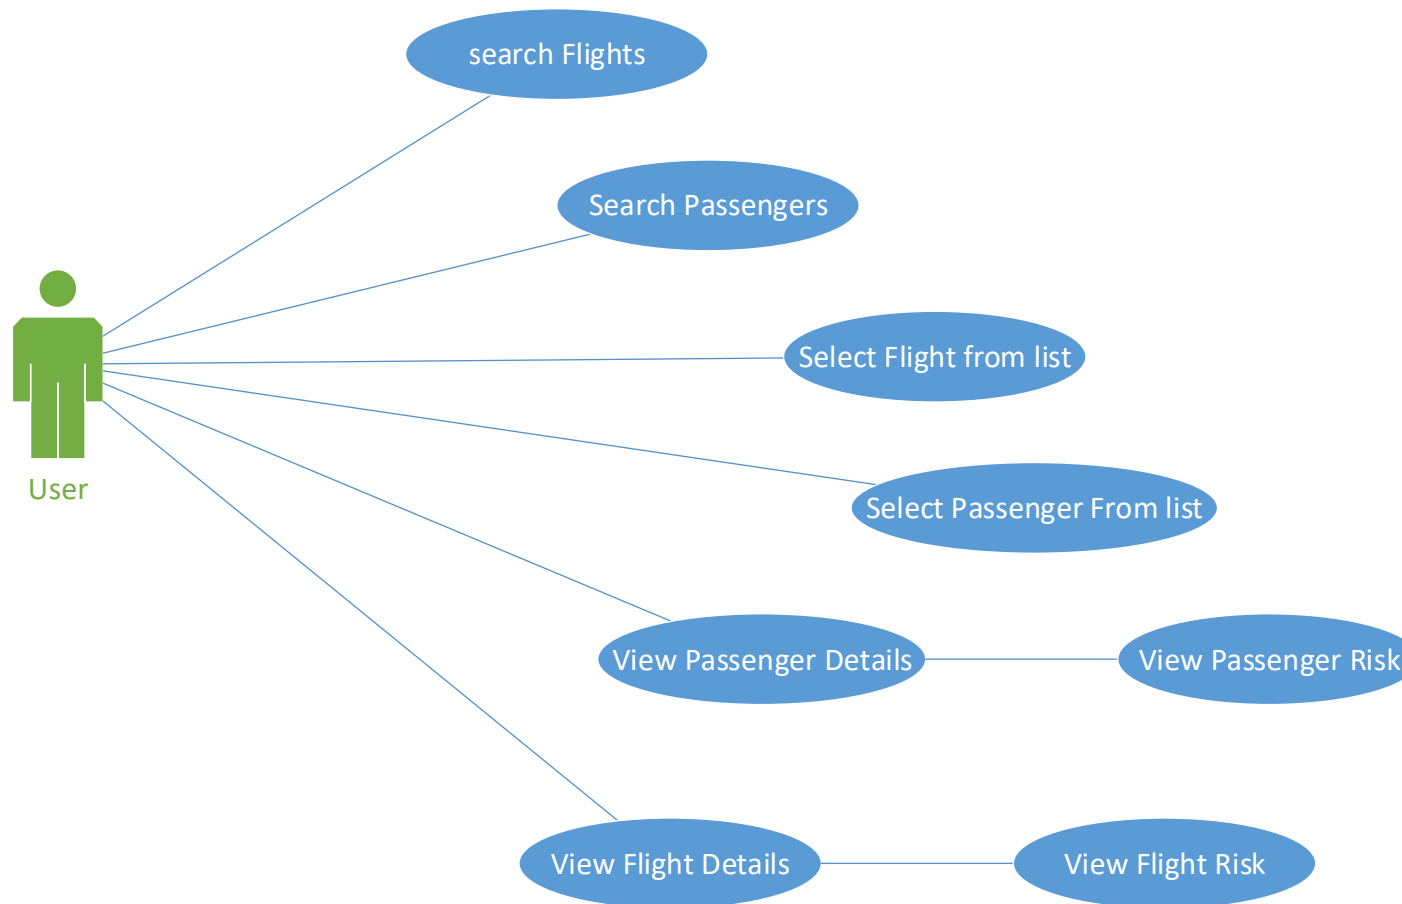 search Flights
Search Passengers
Select Flight from list
User
Select Passenger From list
View Passenger Details
View Passenger Risk
View Flight Details
View Flight Risk